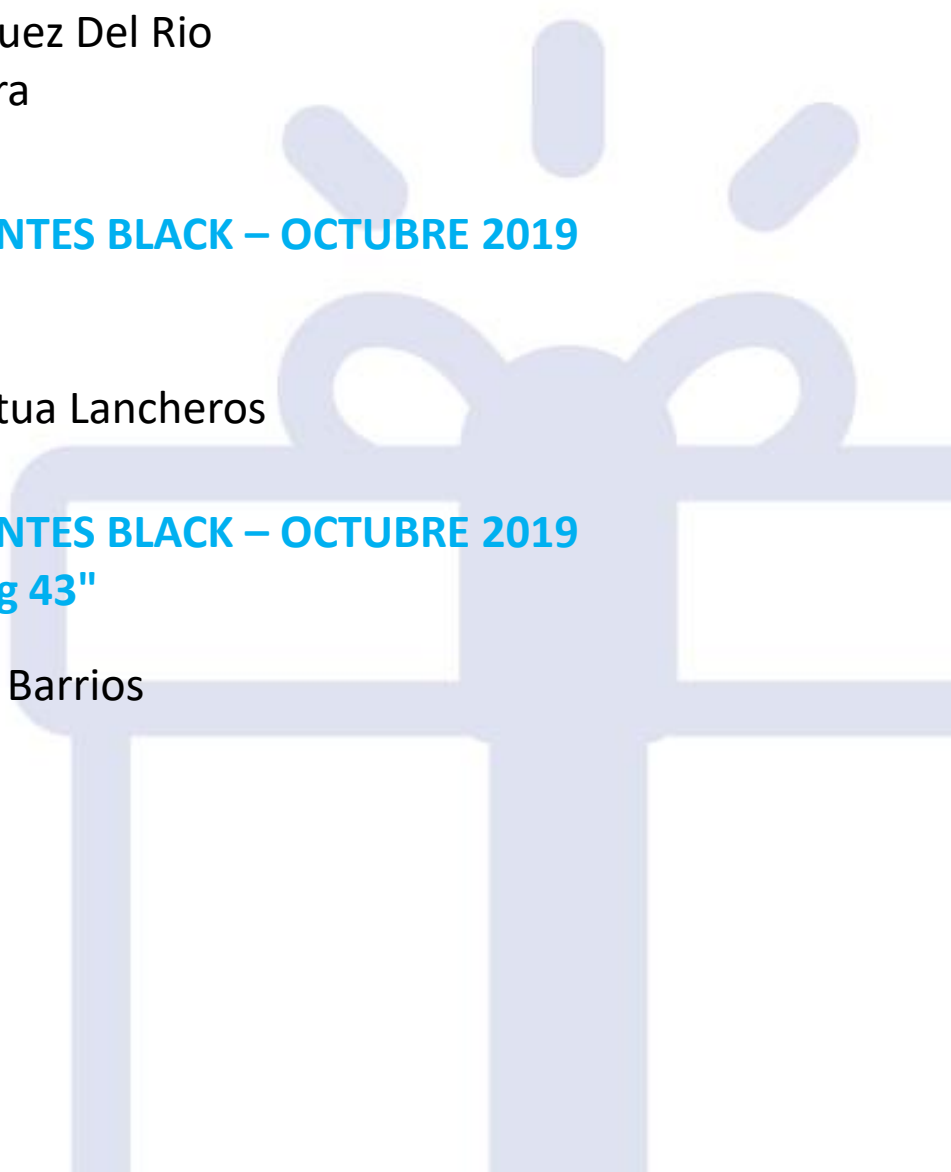 uez Del Rio
ra
NTES BLACK – OCTUBRE 2019
tua Lancheros
NTES BLACK – OCTUBRE 2019
g 43"
Barrios